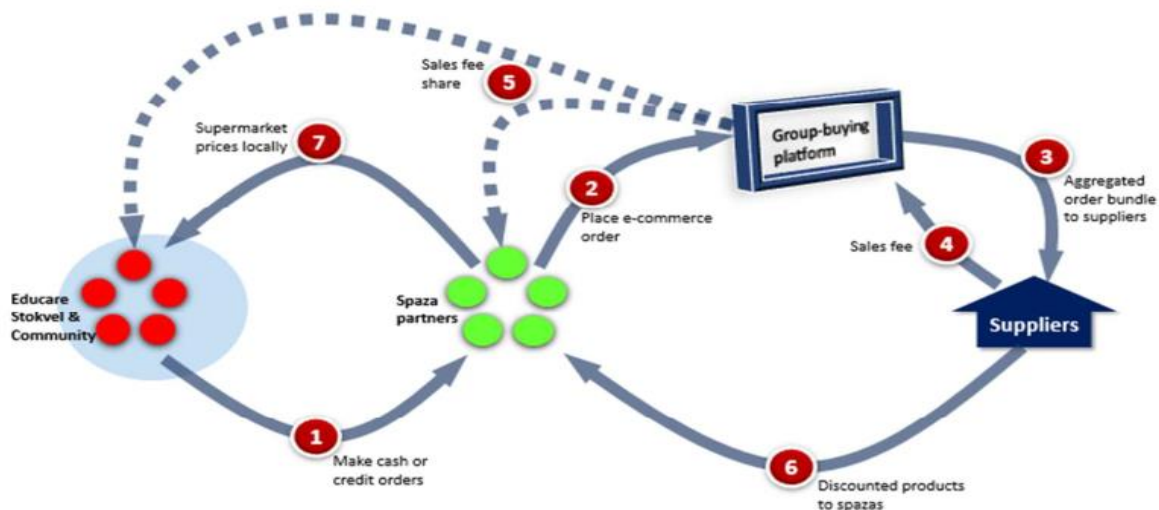 Sales fee
share
5
Supermarket
prices locally
7
Group-buying
platform
3
Aggregated
order bundle
to suppliers
2
Place e-commerce
order
Sales fee
4
Educare
Stokvel &
Community
Spaza
partners
Suppliers
1
Make cash or
credit orders
6
Discounted products
to spazas